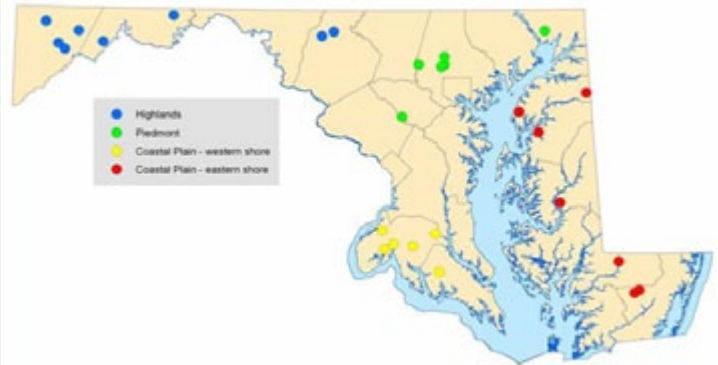 Highlands
Piedmont
Coastal Plain - western shore
Coastal Plain - eastern shore